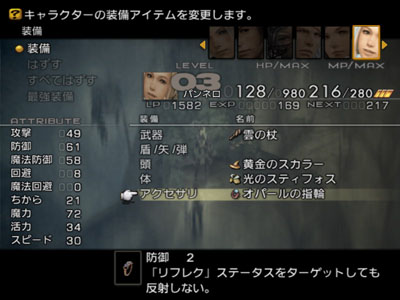 キャラクターの装備アイテムを変更します。
装備
装備
はずす
すべてはずす
最強装備
LEVEL HP/MAX MP/MAX
03
パンネロ 128/980 216/280
LP 1582 EXP 169 NEXT 217
ATTRIBUTE
攻撃 049
防御 061
魔法防御 058
回避 008
魔法回避 000
ちから 21
魔力 72
活力 34
スピード 30
装備 名前
武器 雲の杖
盾/矢/弾
頭 黄金のスカラー
体 光のスティフォス
アクセサリ オパールの指輪
防御 2
「リフレク」ステータスをターゲットしても
反射しない。